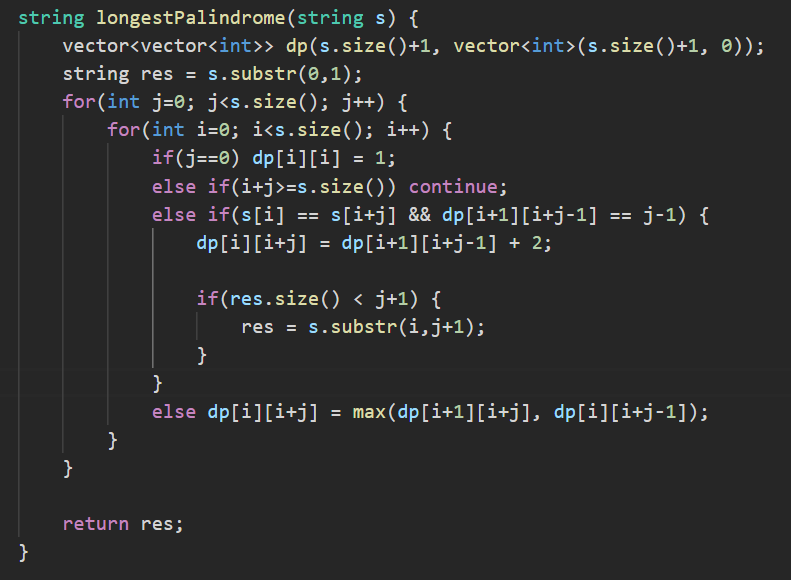 string longestPalindrome(string s) {
    vector<vector<int>> dp(s.size()+1, vector<int>(s.size()+1, 0));
    string res = s.substr(0,1);
    for(int j=0; j<s.size(); j++) {
        for(int i=0; i<s.size(); i++) {
            if(j==0) dp[i][i] = 1;
            else if(i+j>=s.size()) continue;
            else if(s[i] == s[i+j] && dp[i+1][i+j-1] == j-1) {
                dp[i][i+j] = dp[i+1][i+j-1] + 2;

                if(res.size() < j+1) {
                    res = s.substr(i,j+1);
                }
            }
            else dp[i][i+j] = max(dp[i+1][i+j], dp[i][i+j-1]);
        }
    }

    return res;
}